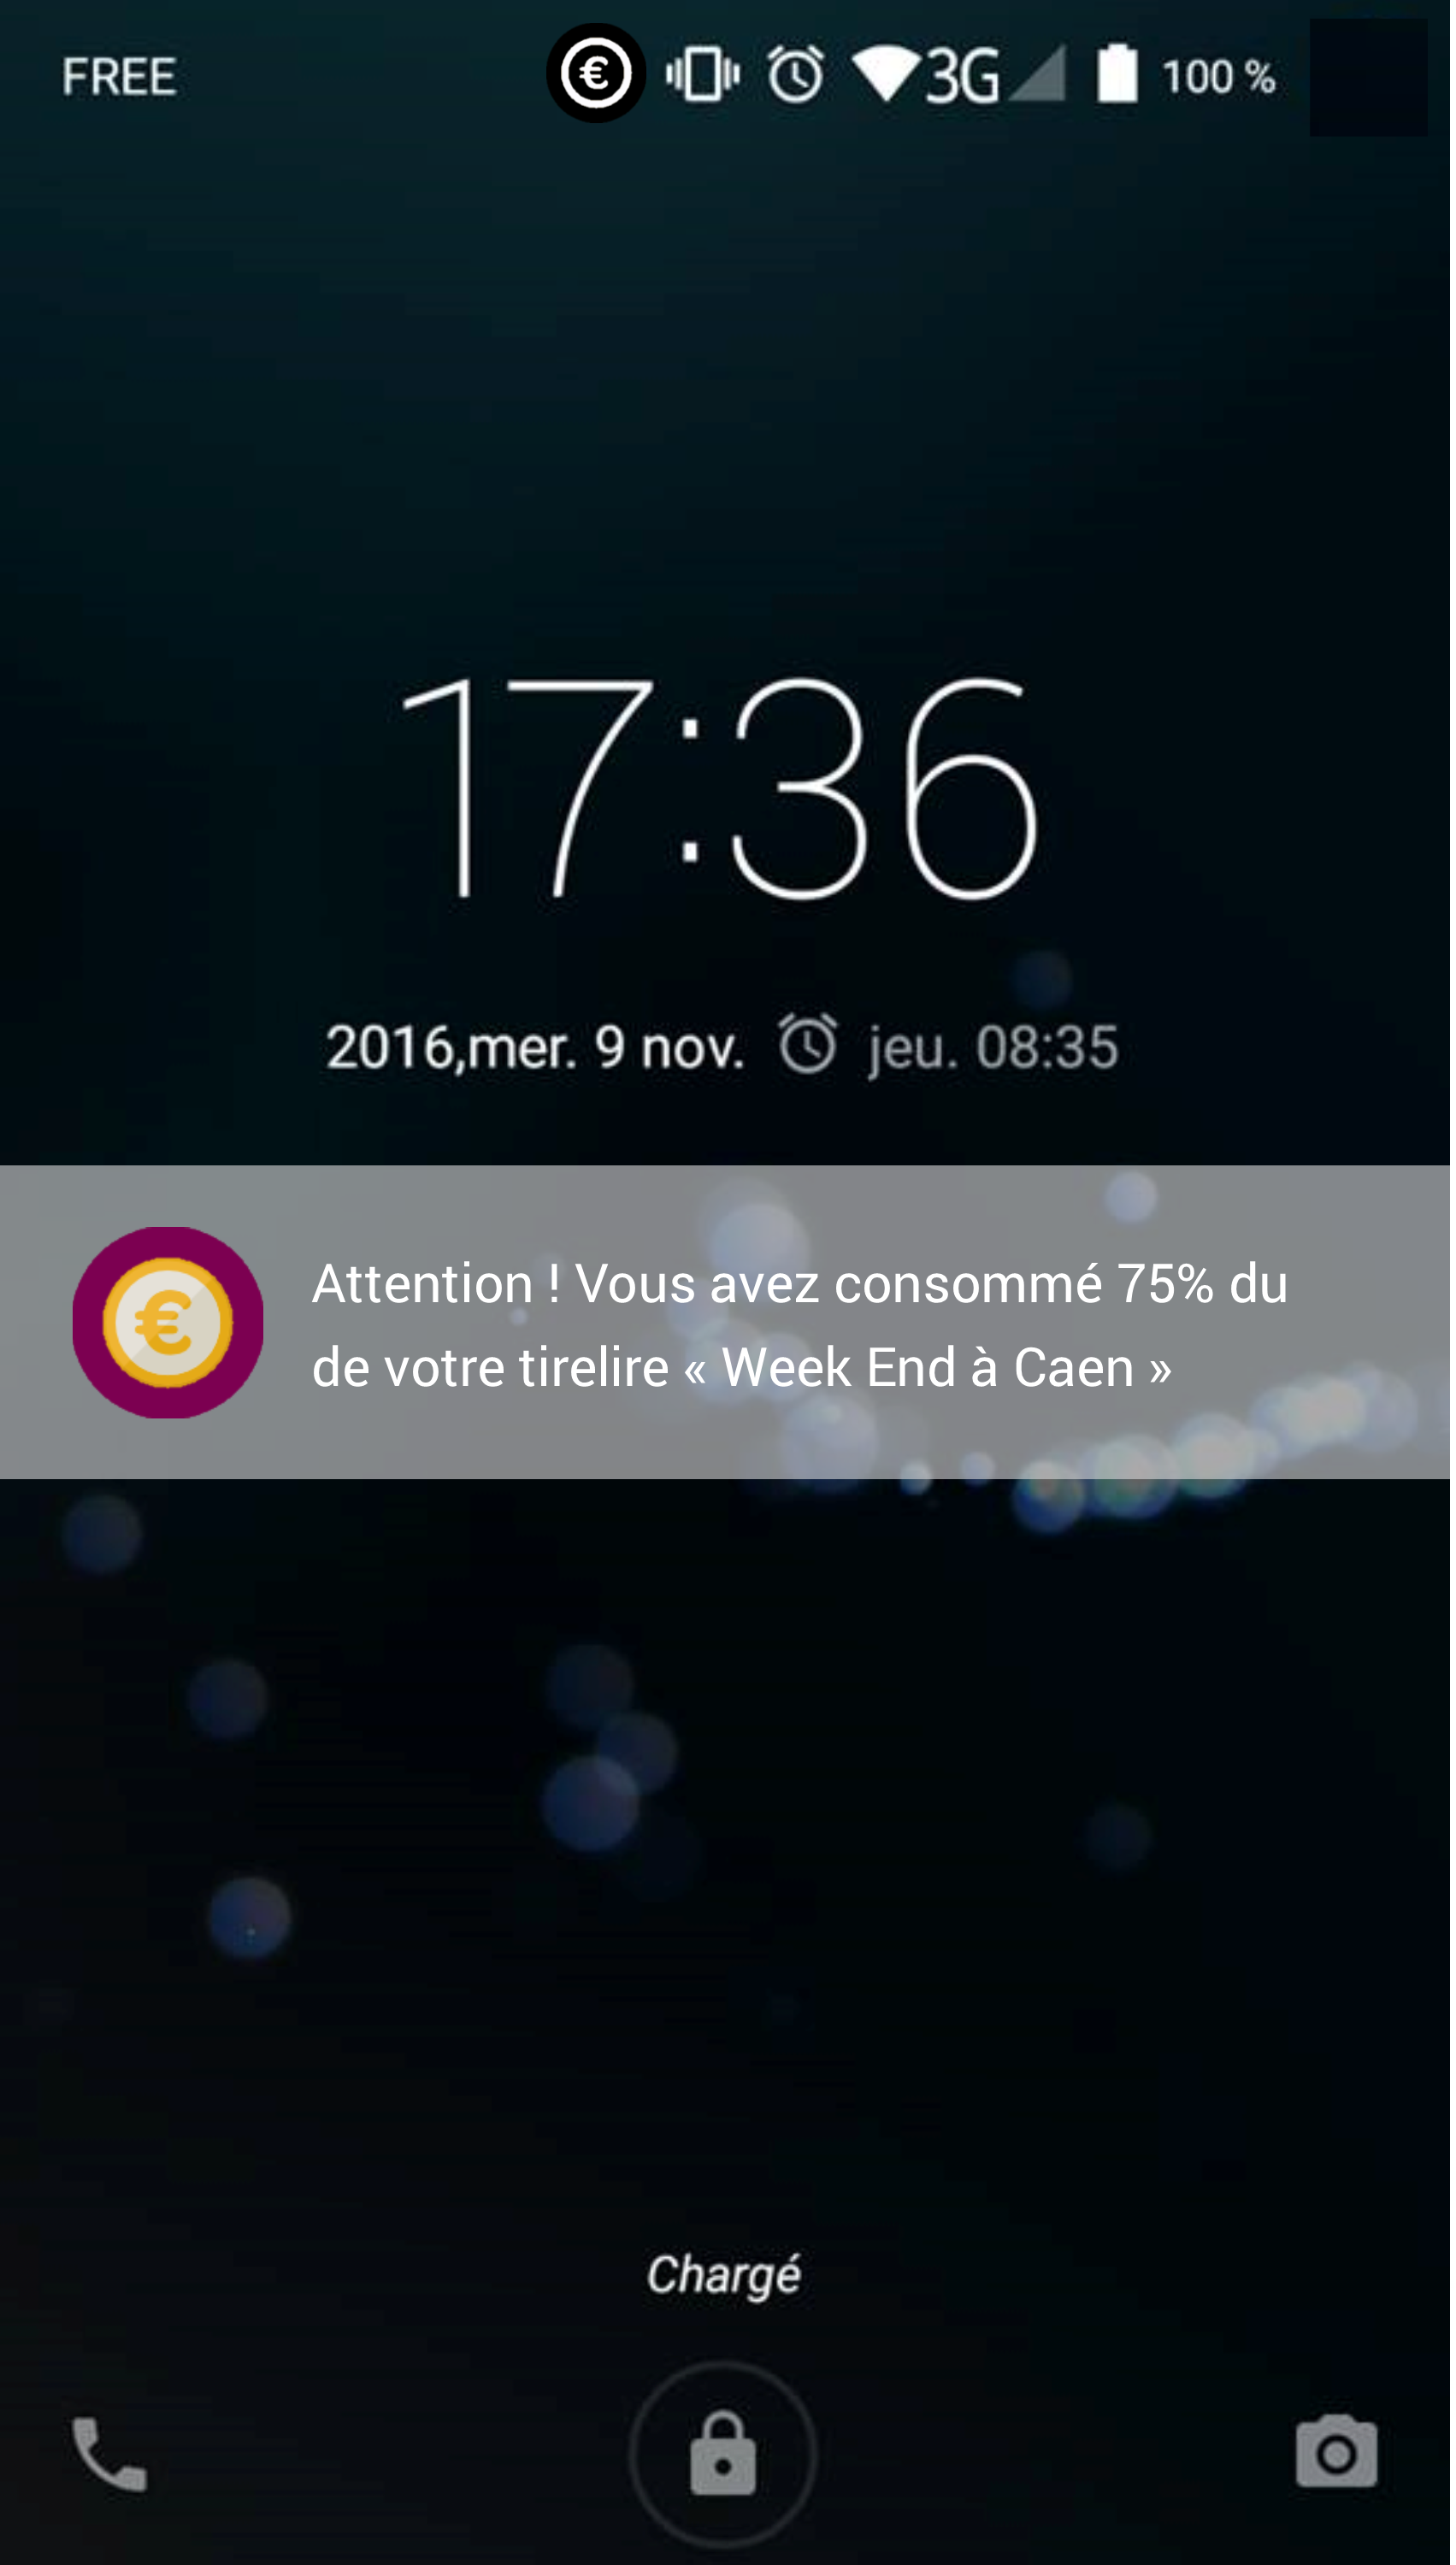 FREE € 3G 100 %
17:36
2016,mer. 9 nov. jeu. 08:35
€ Attention ! Vous avez consommé 75% du
de votre tirelire « Week End à Caen »
Chargé